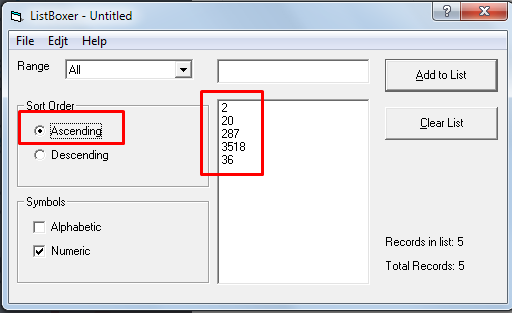 ListBoxer - Untitled
File Edjt Help
Range All Add to List
Sort Order
Ascending
Descending
2
20
287
3518
36
Clear List
Symbols
Alphabetic
Numeric
Records in list: 5
Total Records: 5